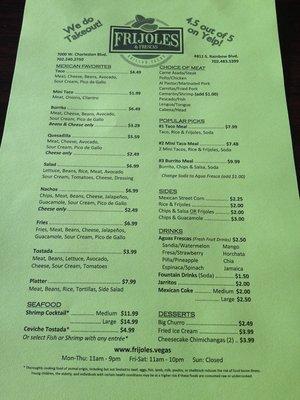 We do
Takeout!
FRIJOLES
& FRESCAS
4.5 out of 5
on Yelp!
7000 W. Charleston Blvd.
702.240.2750
4811 S. Rainbow Blvd.
702.483.5399
MEXICAN FAVORITES
Taco $4.49
Meat, Cheese, Beans, Avocado,
Sour Cream, Pico de Gallo
Mini Taco $1.99
Meat, Onions, Cilantro
Burrito $4.49
Meat, Cheese, Beans, Avocado,
Sour Cream, Pico de Gallo
Beans & Cheese only $3.29
Quesadilla $5.59
Meat, Cheese, Avocado,
Sour Cream, Pico de Gallo
Cheese only $2.49
Salad $6.99
Lettuce, Beans, Rice, Meat, Avocado,
Sour Cream, Tomatoes, Cheese, Dressing
Nachos $6.99
Chips, Meat, Beans, Cheese, Jalapeños,
Guacamole, Sour Cream, Pico de Gallo
Cheese only $2.49
Fries $6.99
Fries, Meat, Beans, Cheese, Jalapeños,
Guacamole, Sour Cream, Pico de Gallo
Tostada $3.99
Meat, Beans, Lettuce, Avocado,
Cheese, Sour Cream, Tomatoes
Platter $7.99
Meat, Beans, Rice, Tortillas, Side Salad
SEAFOOD
Shrimp Cocktail* Medium $11.99
Large $14.99
Ceviche Tostada* $4.99
Or select Fish or Shrimp with any entrée*
CHOICE OF MEAT
Carne Asada/Steak
Pollo/Chicken
Al Pastor/Marinated Pork
Carnitas/Fried Pork
Camarón/Shrimp (add $1.00)
Pescado/Fish
Lengua/Tongue
Cabeza/Head
POPULAR PICKS
#1 Taco Meal $7.99
Taco, Rice & Frijoles, Soda
#2 Mini Taco Meal $7.48
2 Mini Tacos, Rice & Frijoles, Soda
#3 Burrito Meal $9.99
Burrito, Chips & Salsa, Soda
Change Soda to Agua Fresca (add $1.00)
SIDES
Mexican Street Corn $2.25
Rice & Frijoles $2.00
Chips & Salsa OR Frijoles $2.00
Chips & Guacamole $3.00
DRINKS
Aguas Frescas (Fresh Fruit Drinks) $2.50
Sandia/Watermelon Mango
Fresa/Strawberry Horchata
Piña/Pineapple Chia
Espinaca/Spinach Jamaica
Fountain Drinks (Soda) $1.50
Jarritos $2.00
Mexican Coke Medium $2.00
Large $2.50
DESSERTS
Big Churro $2.49
Fried Ice Cream $3.99
Cheesecake Chimichangas (2) $3.99
www.frijoles.vegas
Mon-Thu: 11am - 9pm Fri-Sat: 11am - 10pm Sun: Closed
* Thoroughly cooking food of animal origin, including but not limited to beef, eggs, fish, lamb, milk, poultry, or shellstock reduces the risk of food borne illness.
Young children, the elderly, and individuals with certain health conditions may be at a higher risk if these foods are consumed raw or undercooked.